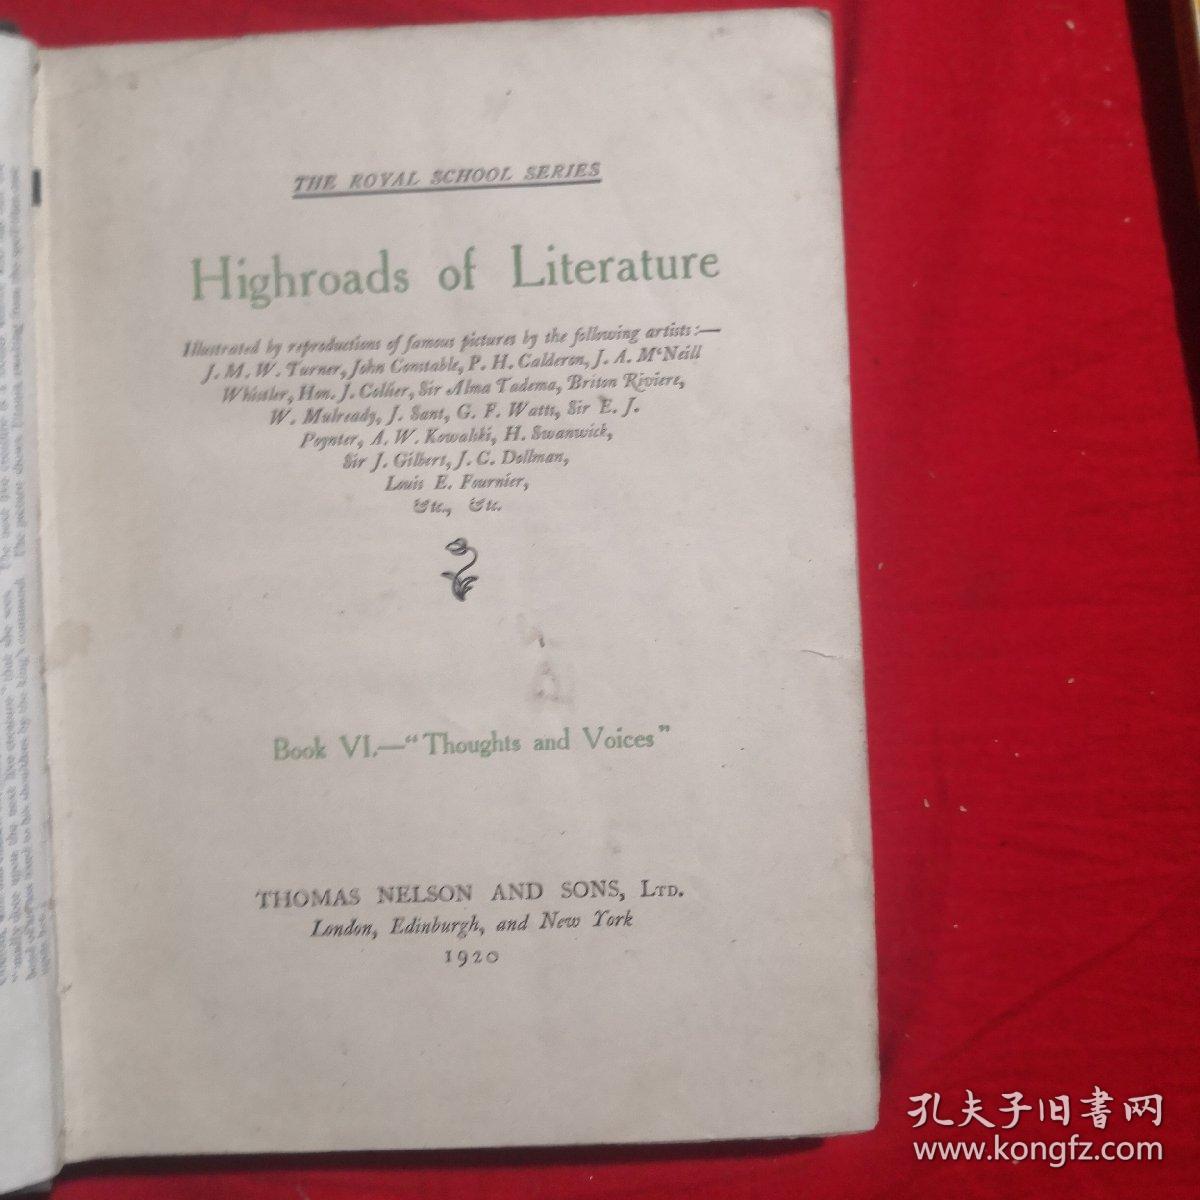 THE ROYAL SCHOOL SERIES
Highroads of Literature
Illustrated by reproductions of famous pictures by the following artists:—
J. M. W. Turner, John Constable, P. H. Calderon, J. A. M'Neill
Whistler, Hon. J. Collier, Sir Alma Tadema, Briton Riviere,
W. Mulready, J. Sant, G. F. Watts, Sir E. J.
Poynter, A. W. Kowalski, H. Swanwick,
Sir J. Gilbert, J. C. Dollman,
Louis E. Fournier,
&c., &c.
Book VI.—"Thoughts and Voices"
THOMAS NELSON AND SONS, LTD.
London, Edinburgh, and New York
1920
孔夫子旧書网
www.kongfz.com